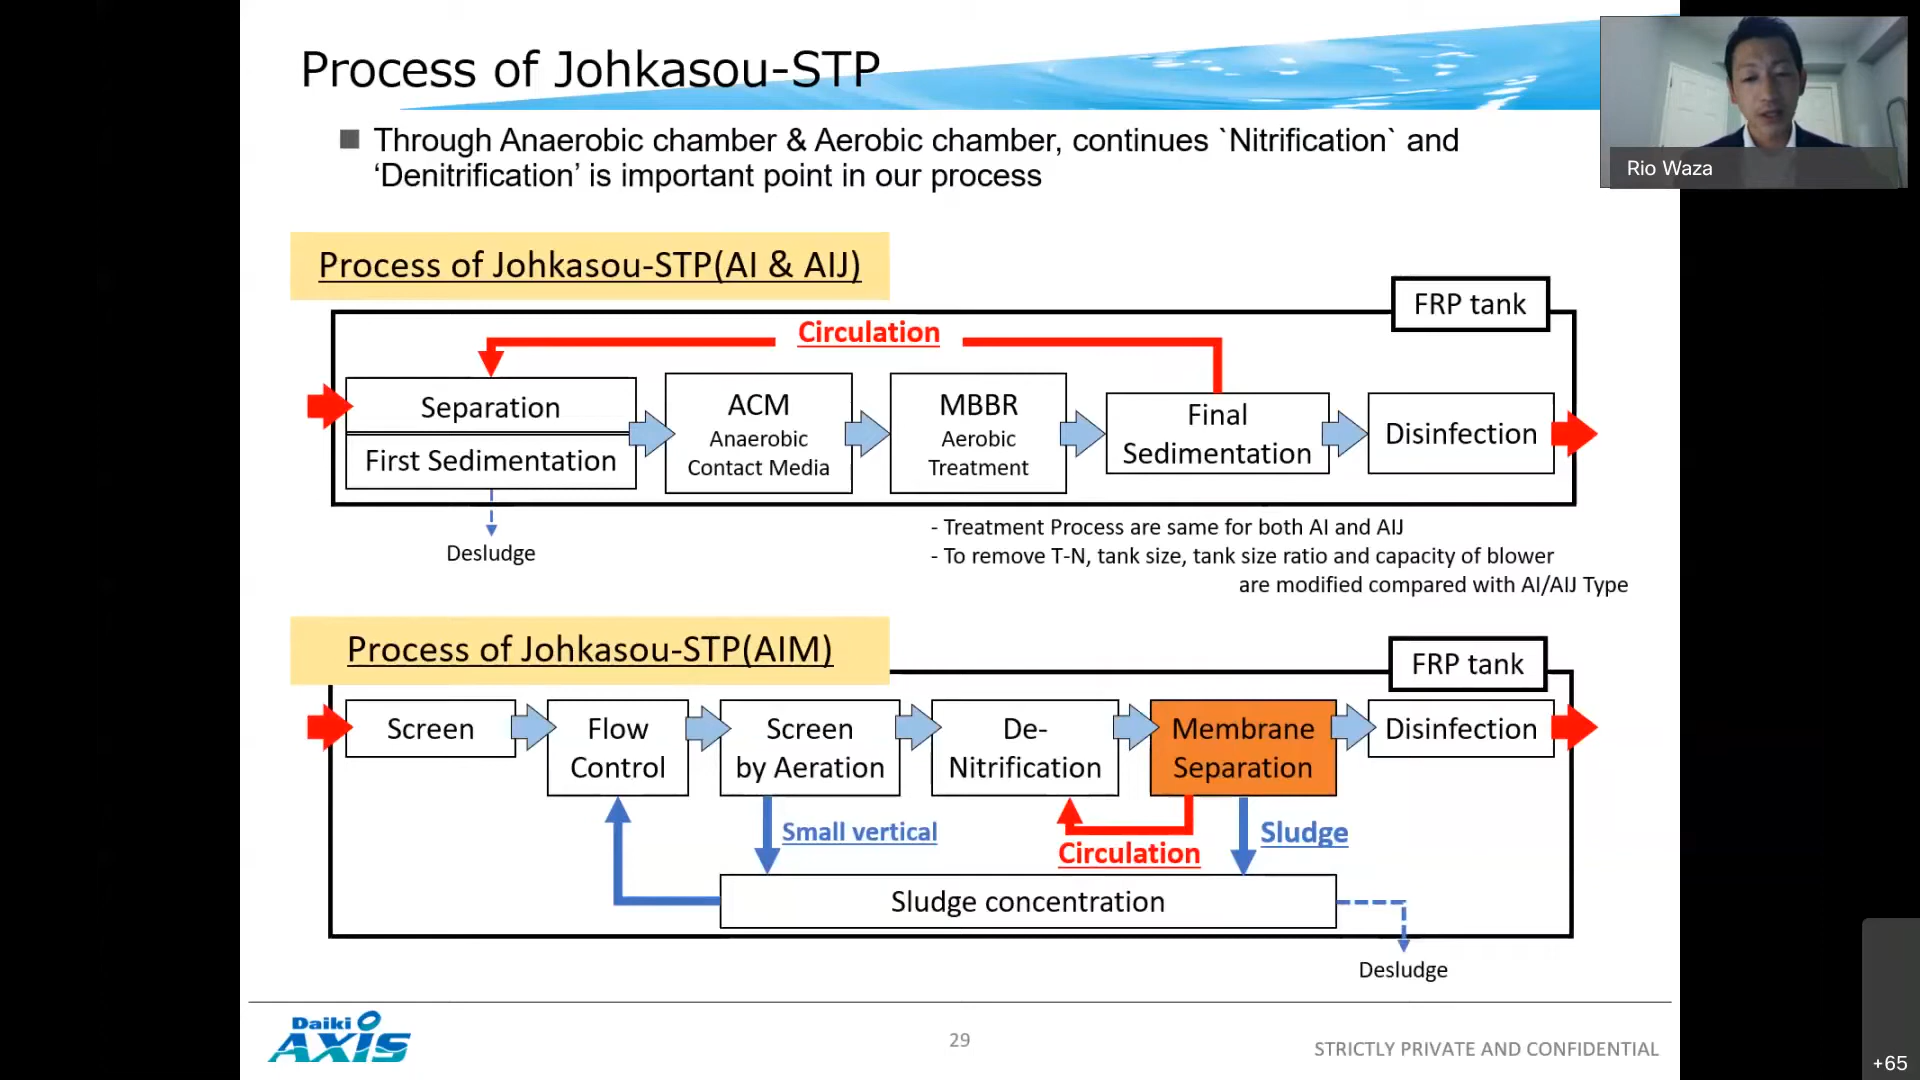 Process of Johkasou-STP
Through Anaerobic chamber & Aerobic chamber, continues `Nitrification` and
‘Denitrification’ is important point in our process
Rio Waza
Process of Johkasou-STP(AI & AIJ)
FRP tank
Circulation
Separation
First Sedimentation
ACM
Anaerobic
Contact Media
MBBR
Aerobic
Treatment
Final
Sedimentation
Disinfection
Desludge
- Treatment Process are same for both AI and AIJ
- To remove T-N, tank size, tank size ratio and capacity of blower
are modified compared with AI/AIJ Type
Process of Johkasou-STP(AIM)
FRP tank
Screen
Flow
Control
Screen
by Aeration
De-
Nitrification
Membrane
Separation
Disinfection
Small vertical
Circulation
Sludge
Sludge concentration
Desludge
Daiki
AXIS
29
STRICTLY PRIVATE AND CONFIDENTIAL
+65